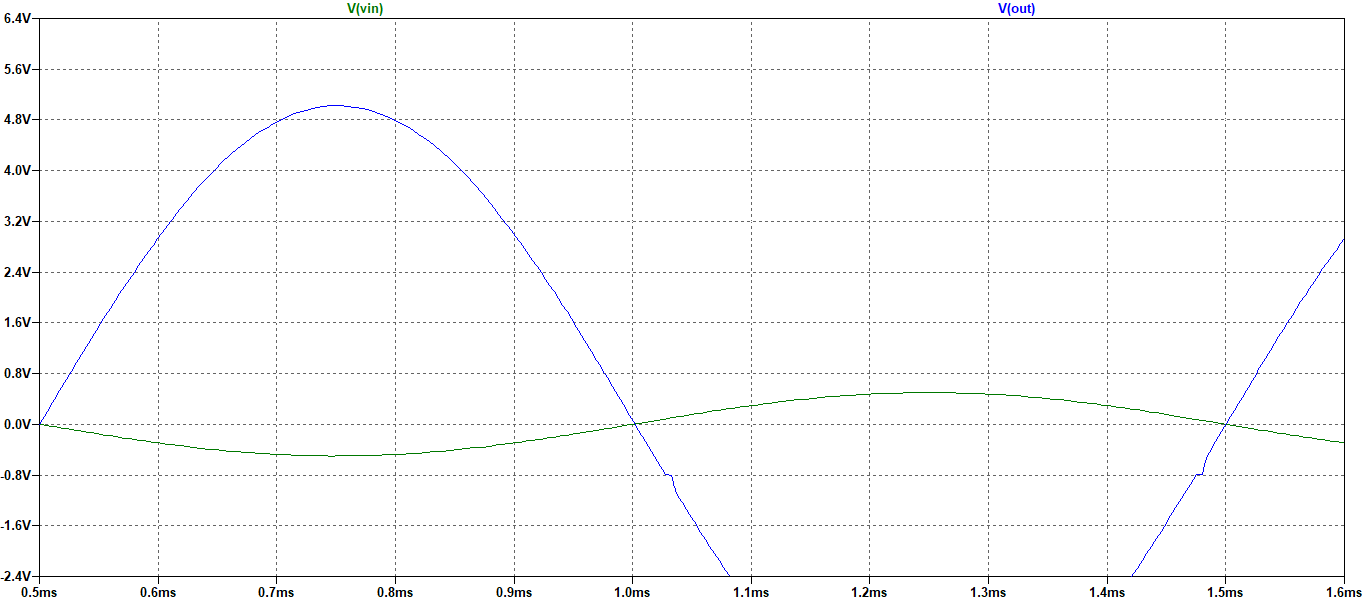 V(vin) V(out)
6.4V
5.6V
4.8V
4.0V
3.2V
2.4V
1.6V
0.8V
0.0V
-0.8V
-1.6V
-2.4V
0.5ms 0.6ms 0.7ms 0.8ms 0.9ms 1.0ms 1.1ms 1.2ms 1.3ms 1.4ms 1.5ms 1.6ms